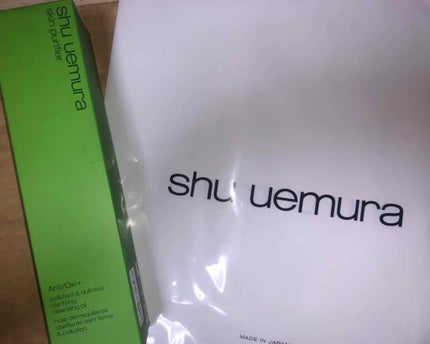 shu uemura
skin purifier
Anti/Oxi+
pollutant & dullness
clarifying
cleansing oil
huile démaquillante
clarifiante teint terne
& pollution
shu uemura
MADE IN JAPAN